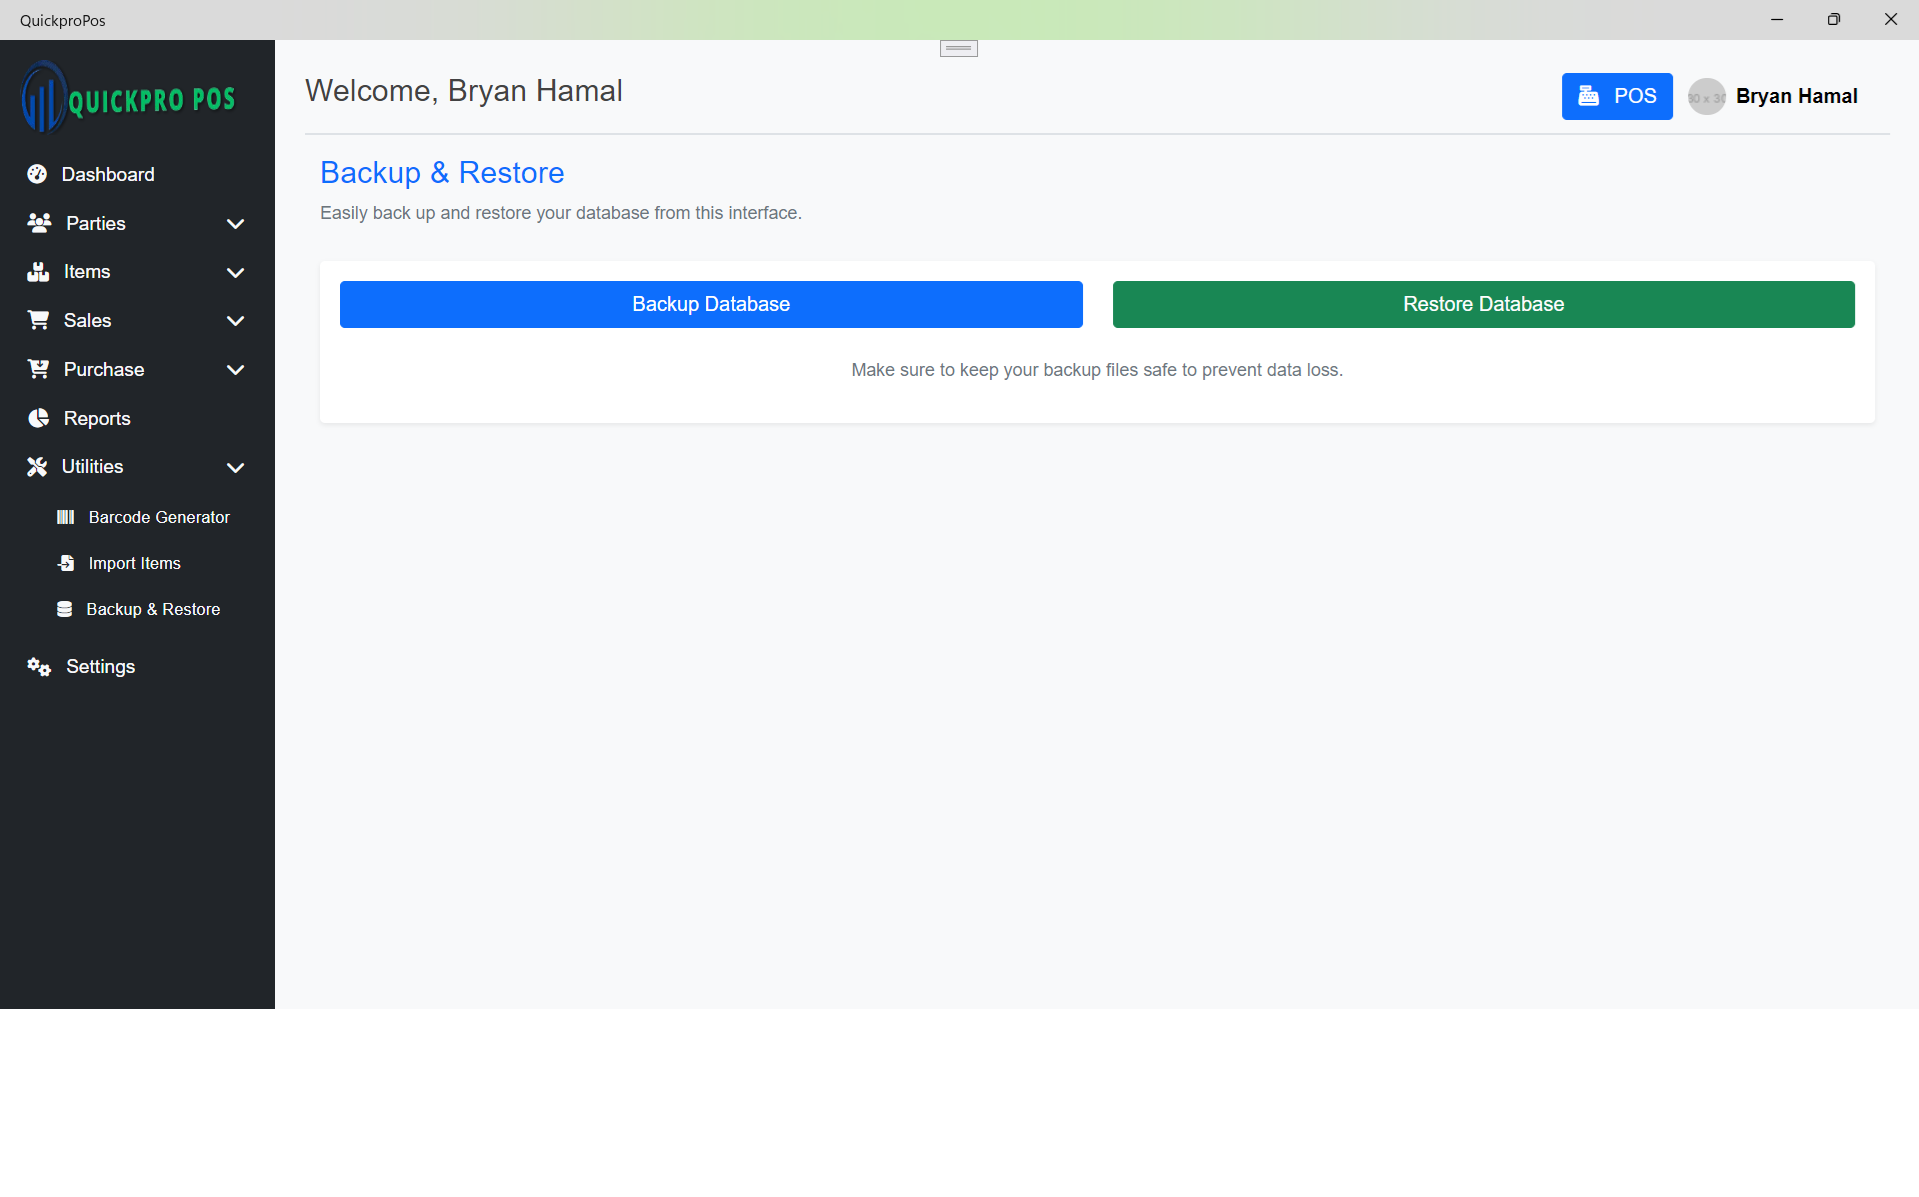 QuickproPos
QUICKPRO POS
Welcome, Bryan Hamal
POS
Bryan Hamal
Dashboard
Parties
Items
Sales
Purchase
Reports
Utilities
Barcode Generator
Import Items
Backup & Restore
Settings
Backup & Restore
Easily back up and restore your database from this interface.
Backup Database
Restore Database
Make sure to keep your backup files safe to prevent data loss.